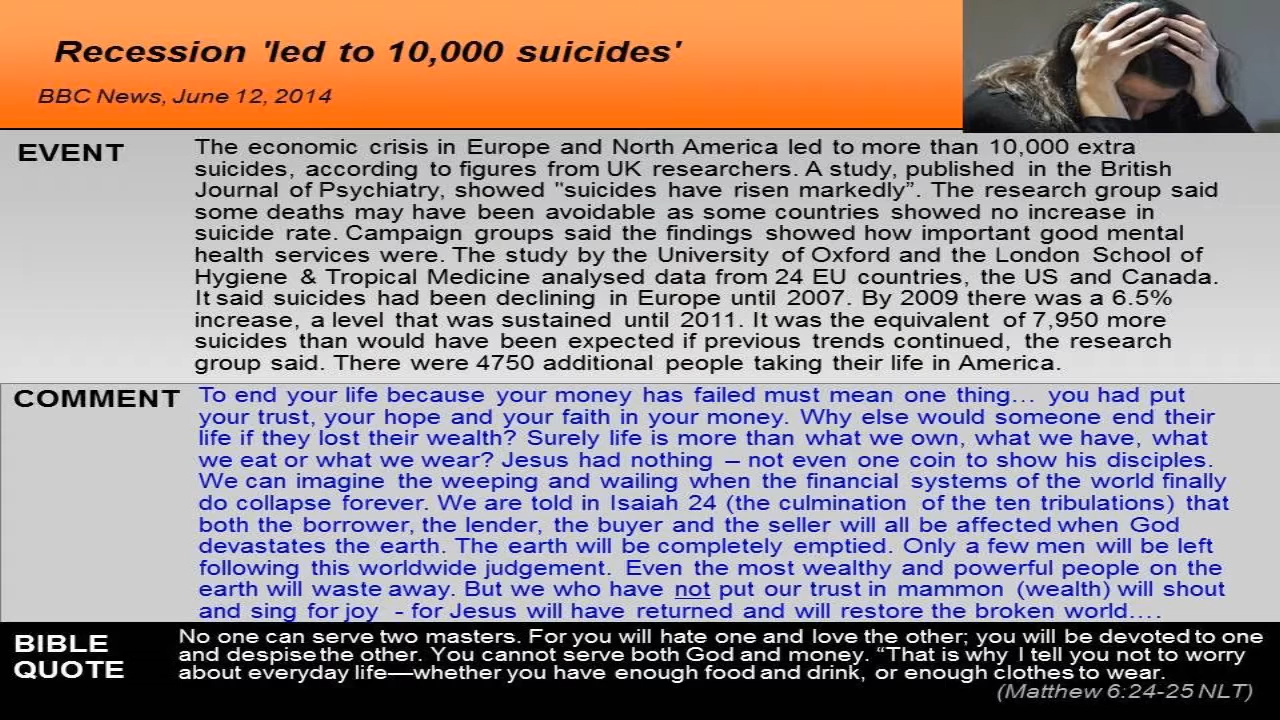 Recession 'led to 10,000 suicides'
BBC News, June 12, 2014
EVENT
The economic crisis in Europe and North America led to more than 10,000 extra
suicides, according to figures from UK researchers. A study, published in the British
Journal of Psychiatry, showed "suicides have risen markedly”. The research group said
some deaths may have been avoidable as some countries showed no increase in
suicide rate. Campaign groups said the findings showed how important good mental
health services were. The study by the University of Oxford and the London School of
Hygiene & Tropical Medicine analysed data from 24 EU countries, the US and Canada.
It said suicides had been declining in Europe until 2007. By 2009 there was a 6.5%
increase, a level that was sustained until 2011. It was the equivalent of 7,950 more
suicides than would have been expected if previous trends continued, the research
group said. There were 4750 additional people taking their life in America.
COMMENT
To end your life because your money has failed must mean one thing… you had put
your trust, your hope and your faith in your money. Why else would someone end their
life if they lost their wealth? Surely life is more than what we own, what we have, what
we eat or what we wear? Jesus had nothing – not even one coin to show his disciples.
We can imagine the weeping and wailing when the financial systems of the world finally
do collapse forever. We are told in Isaiah 24 (the culmination of the ten tribulations) that
both the borrower, the lender, the buyer and the seller will all be affected when God
devastates the earth. The earth will be completely emptied. Only a few men will be left
following this worldwide judgement. Even the most wealthy and powerful people on the
earth will waste away. But we who have not put our trust in mammon (wealth) will shout
and sing for joy - for Jesus will have returned and will restore the broken world….
BIBLE
QUOTE
No one can serve two masters. For you will hate one and love the other; you will be devoted to one
and despise the other. You cannot serve both God and money. “That is why I tell you not to worry
about everyday life—whether you have enough food and drink, or enough clothes to wear.
(Matthew 6:24-25 NLT)